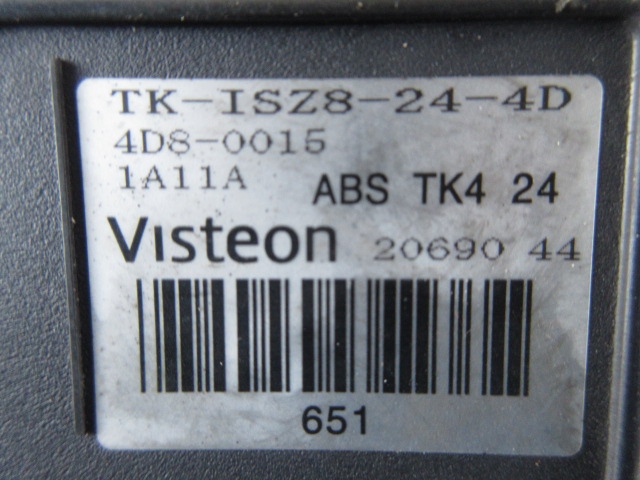 TK-ISZ8-24-4D
4D8-0015
1A11A ABS TK4 24
Visteon 20690 44
651